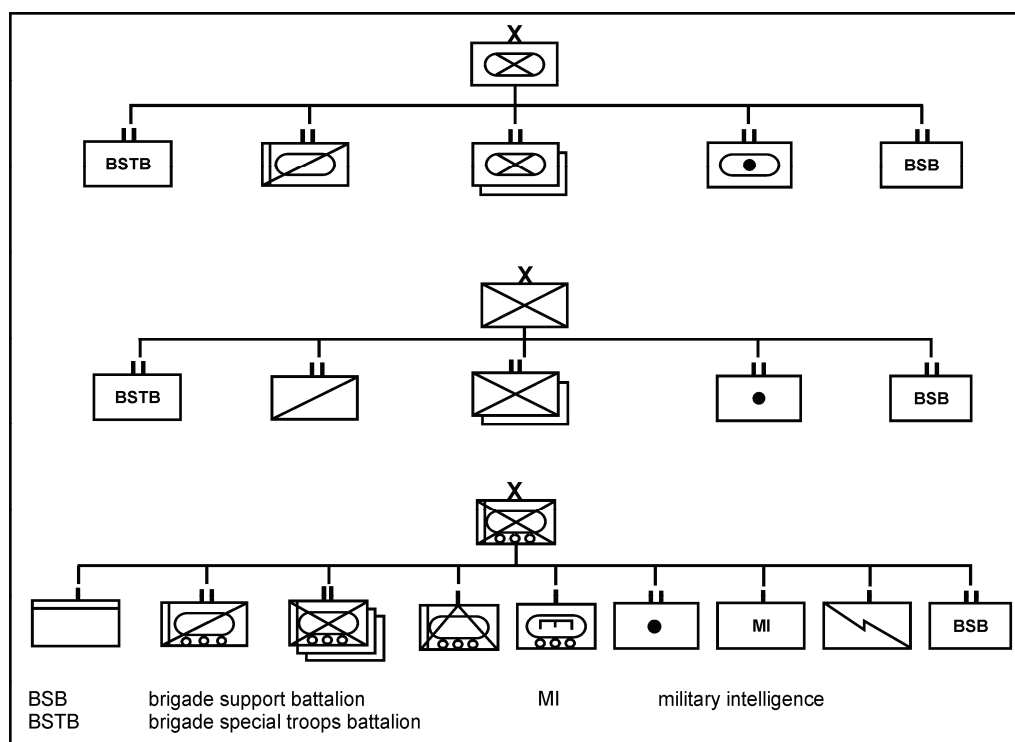 X
BSTB
BSB
X
BSTB
BSB
X
MI
BSB
BSB brigade support battalion MI military intelligence
BSTB brigade special troops battalion